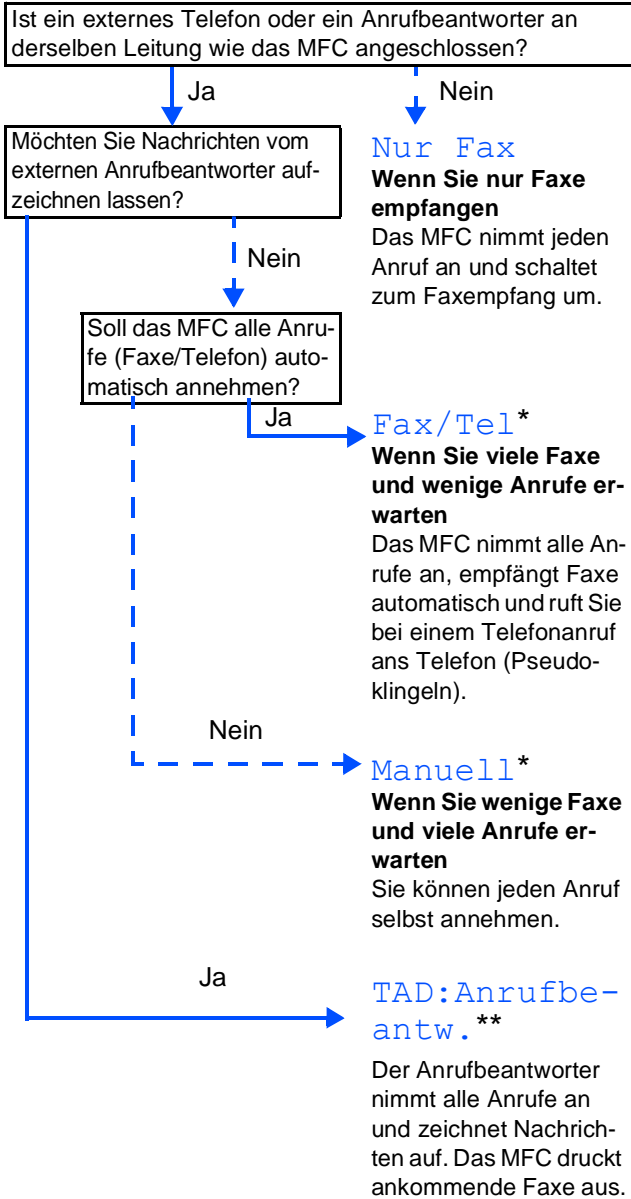 Ist ein externes Telefon oder ein Anrufbeantworter an
derselben Leitung wie das MFC angeschlossen?
Ja
Nein
Möchten Sie Nachrichten vom
externen Anrufbeantworter auf-
zeichnen lassen?
Nur Fax
Wenn Sie nur Faxe
empfangen
Das MFC nimmt jeden
Anruf an und schaltet
zum Faxempfang um.
Nein
Soll das MFC alle Anru-
fe (Faxe/Telefon) auto-
matisch annehmen?
Ja
Fax/Tel*
Wenn Sie viele Faxe
und wenige Anrufe er-
warten
Das MFC nimmt alle An-
rufe an, empfängt Faxe
automatisch und ruft Sie
bei einem Telefonanruf
ans Telefon (Pseudo-
klingeln).
Nein
Manuell*
Wenn Sie wenige Faxe
und viele Anrufe er-
warten
Sie können jeden Anruf
selbst annehmen.
Ja
TAD:Anrufbe-
antw.**
Der Anrufbeantworter
nimmt alle Anrufe an
und zeichnet Nachrich-
ten auf. Das MFC druckt
ankommende Faxe aus.